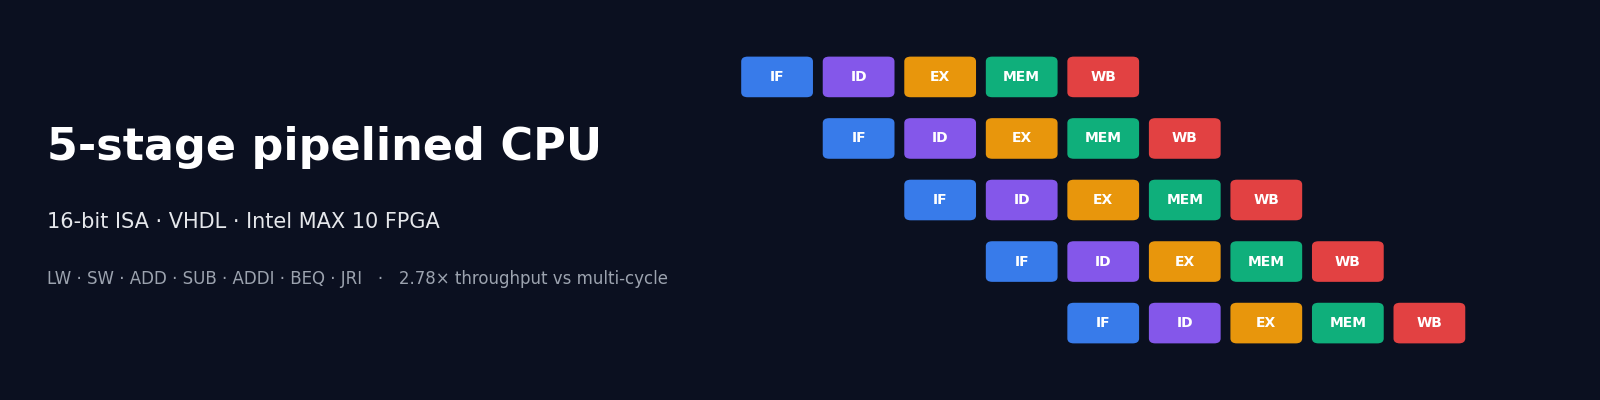 5-stage pipelined CPU
16-bit ISA · VHDL · Intel MAX 10 FPGA
LW · SW · ADD · SUB · ADDI · BEQ · JRI · 2.78× throughput vs multi-cycle
IF ID EX MEM WB
IF ID EX MEM WB
IF ID EX MEM WB
IF ID EX MEM WB
IF ID EX MEM WB